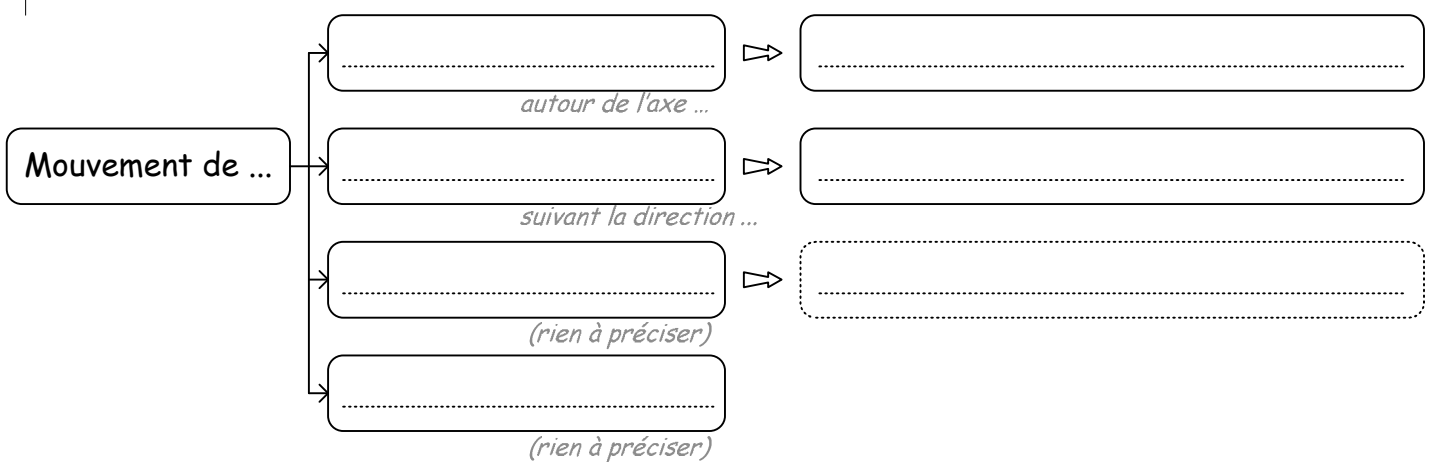 autour de l'axe ...
Mouvement de ...
suivant la direction ...
(rien à préciser)
(rien à préciser)